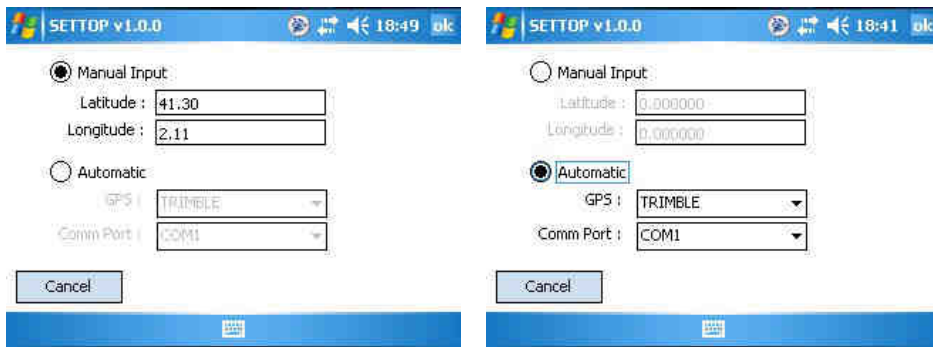 SETTOP v1.0.0 18:49 ok
Manual Input
Latitude : 41.30
Longitude : 2.11
Automatic
GPS : TRIMBLE
Comm Port : COM1
Cancel
SETTOP v1.0.0 18:41 ok
Manual Input
Latitude : 0.000000
Longitude : 0.000000
Automatic
GPS : TRIMBLE
Comm Port : COM1
Cancel